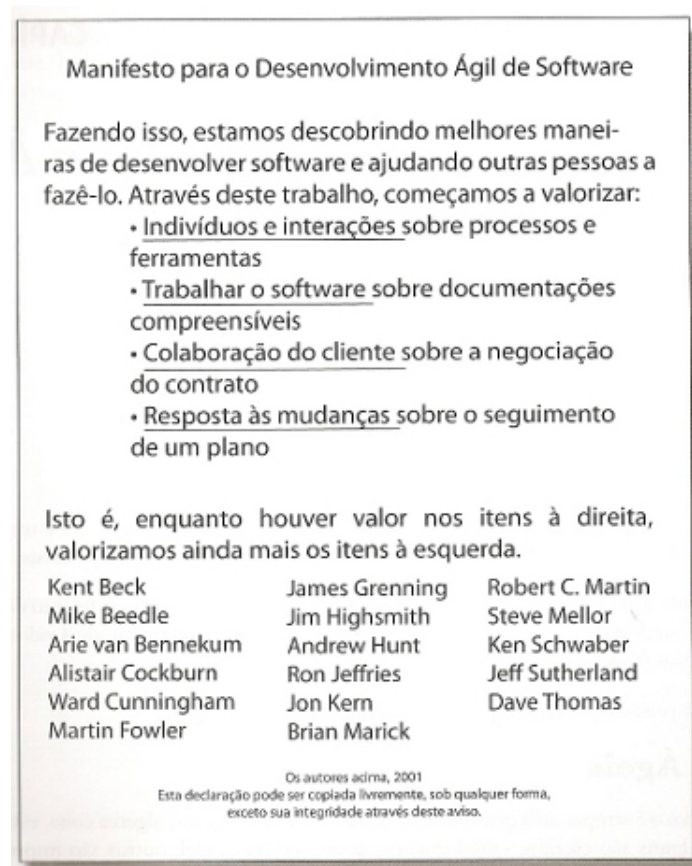 Manifesto para o Desenvolvimento Ágil de Software
Fazendo isso, estamos descobrindo melhores manei-
ras de desenvolver software e ajudando outras pessoas a
fazê-lo. Através deste trabalho, começamos a valorizar:
• Indivíduos e interações sobre processos e
ferramentas
• Trabalhar o software sobre documentações
compreensíveis
• Colaboração do cliente sobre a negociação
do contrato
• Resposta às mudanças sobre o seguimento
de um plano
Isto é, enquanto houver valor nos itens à direita,
valorizamos ainda mais os itens à esquerda.
Kent Beck James Grenning Robert C. Martin
Mike Beedle Jim Highsmith Steve Mellor
Arie van Bennekum Andrew Hunt Ken Schwaber
Alistair Cockburn Ron Jeffries Jeff Sutherland
Ward Cunningham Jon Kern Dave Thomas
Martin Fowler Brian Marick
Os autores acima, 2001
Esta declaração pode ser copiada livremente, sob qualquer forma,
exceto sua integridade através deste aviso.